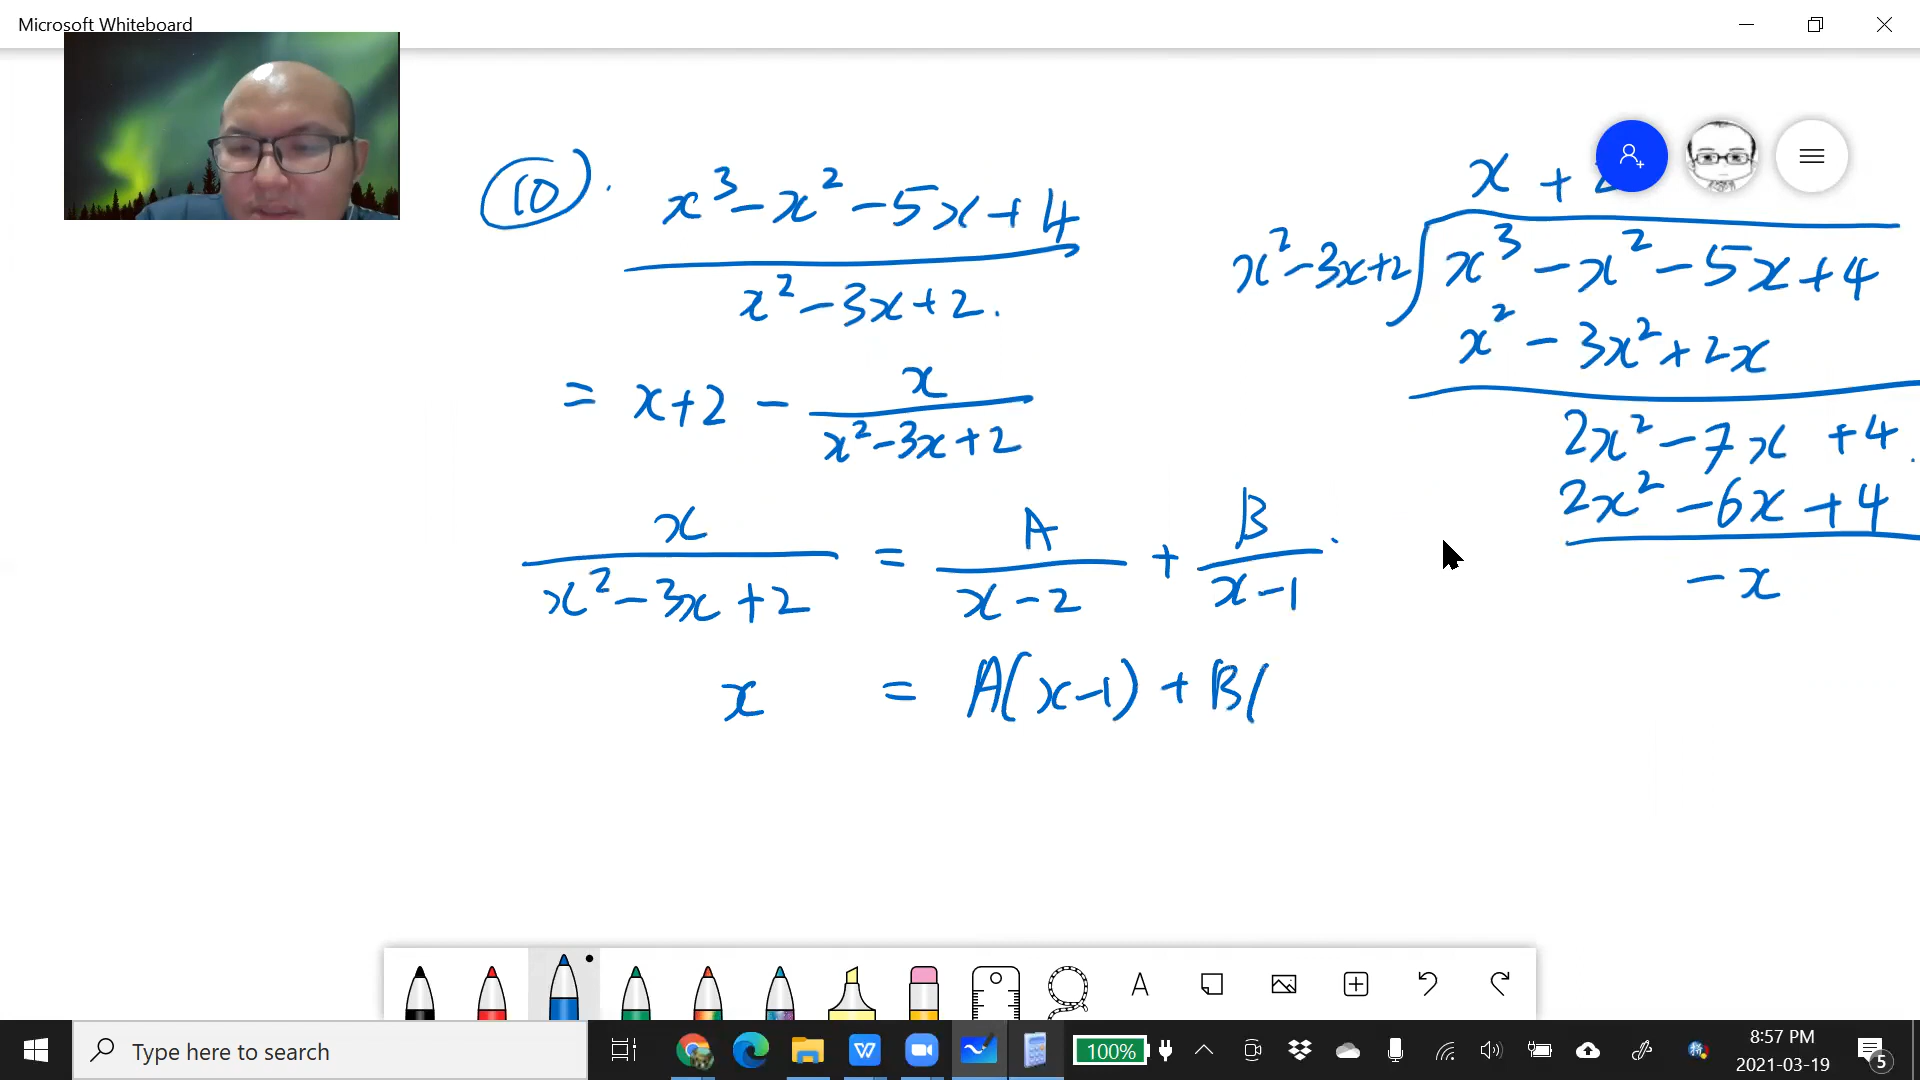 Microsoft Whiteboard
(10). x³ - x² - 5x + 4
x² - 3x + 2.
= x+2 - x
x² - 3x + 2
x = A + B .
x² - 3x + 2 x - 2 x - 1
x = A(x-1) + B(
x +
x² - 3x+2 x³ - x² - 5x + 4
x² - 3x² + 2x
2x² - 7x + 4.
2x² - 6x + 4
- x
A
Type here to search
100%
8:57 PM
2021-03-19
5